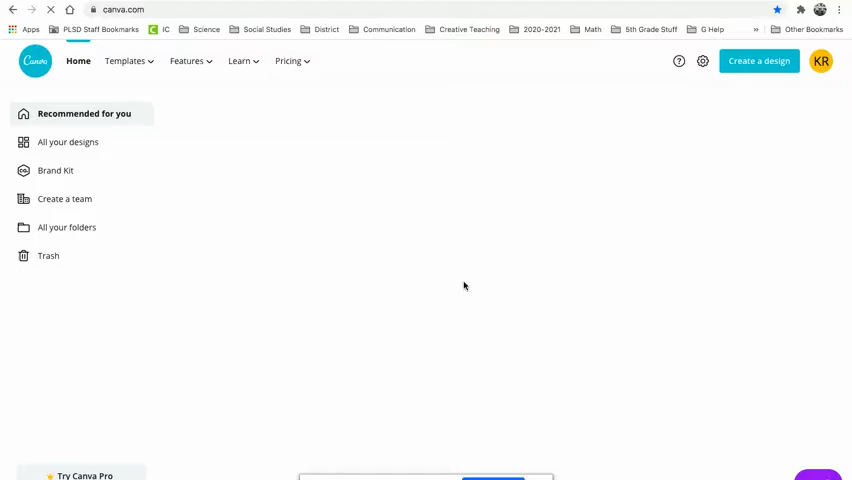 canva.com
Apps PLSD Staff Bookmarks IC Science Social Studies District Communication Creative Teaching 2020-2021 Math 5th Grade Stuff G Help » Other Bookmarks
Canva Home Templates Features Learn Pricing ? Create a design KR
Recommended for you
All your designs
Brand Kit
Create a team
All your folders
Trash
Try Canva Pro